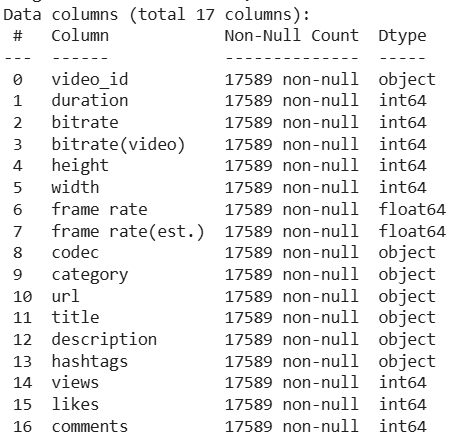 Data columns (total 17 columns):
 #   Column            Non-Null Count  Dtype
---  ------            --------------  -----
 0   video_id          17589 non-null  object
 1   duration          17589 non-null  int64
 2   bitrate           17589 non-null  int64
 3   bitrate(video)    17589 non-null  int64
 4   height            17589 non-null  int64
 5   width             17589 non-null  int64
 6   frame rate        17589 non-null  float64
 7   frame rate(est.)  17589 non-null  float64
 8   codec             17589 non-null  object
 9   category          17589 non-null  object
 10  url               17589 non-null  object
 11  title             17589 non-null  object
 12  description       17589 non-null  object
 13  hashtags          17589 non-null  object
 14  views             17589 non-null  int64
 15  likes             17589 non-null  int64
 16  comments          17589 non-null  int64